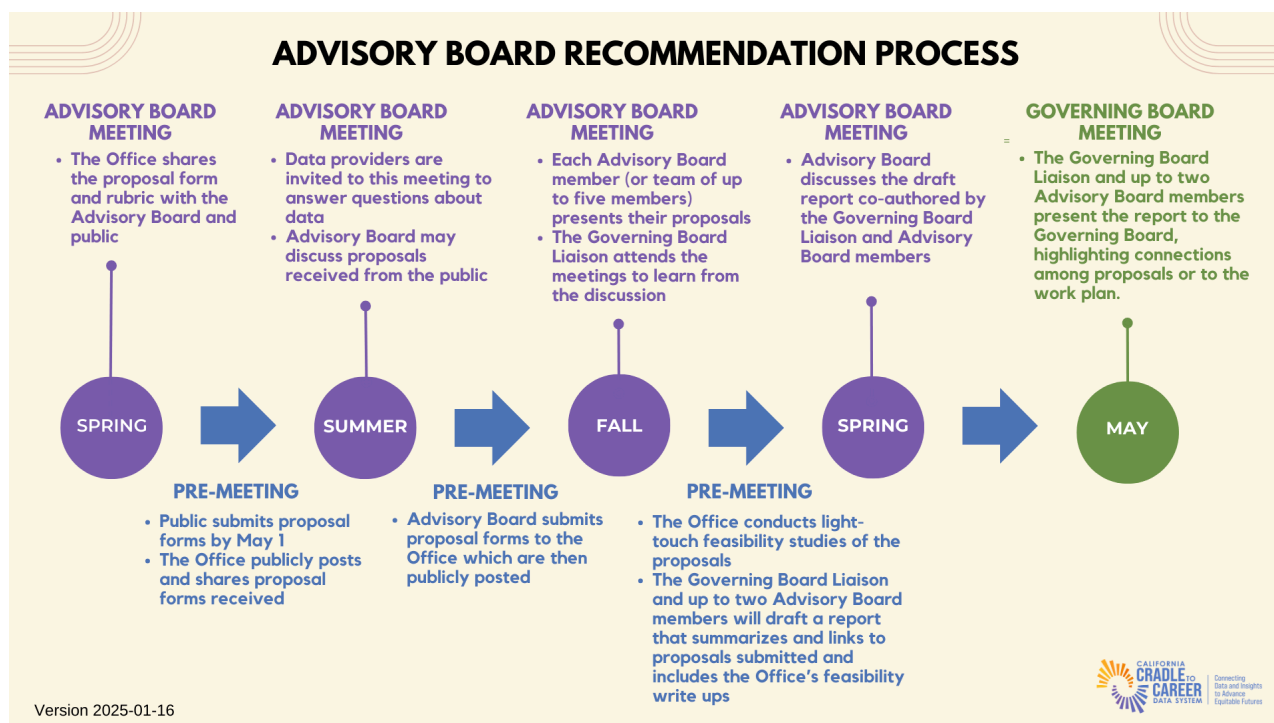 ADVISORY BOARD RECOMMENDATION PROCESS
ADVISORY BOARD
MEETING
• The Office shares
the proposal form
and rubric with the
Advisory Board and
public
ADVISORY BOARD
MEETING
• Data providers are
invited to this meeting to
answer questions about
data
• Advisory Board may
discuss proposals
received from the public
ADVISORY BOARD
MEETING
• Each Advisory Board
member (or team of up
to five members)
presents their proposals
• The Governing Board
Liaison attends the
meetings to learn from
the discussion
ADVISORY BOARD
MEETING
• Advisory Board
discusses the draft
report co-authored by
the Governing Board
Liaison and Advisory
Board members
=
GOVERNING BOARD
MEETING
• The Governing Board
Liaison and up to two
Advisory Board members
present the report to the
Governing Board,
highlighting connections
among proposals or to the
work plan.
SPRING
SUMMER
FALL
SPRING
MAY
PRE-MEETING
• Public submits proposal
forms by May 1
• The Office publicly posts
and shares proposal
forms received
PRE-MEETING
• Advisory Board submits
proposal forms to the
Office which are then
publicly posted
PRE-MEETING
• The Office conducts light-
touch feasibility studies of the
proposals
• The Governing Board Liaison
and up to two Advisory Board
members will draft a report
that summarizes and links to
proposals submitted and
includes the Office's feasibility
write ups
Version 2025-01-16
CALIFORNIA
CRADLE TO
CAREER
DATA SYSTEM
Connecting
Data and Insights
to Advance
Equitable Futures